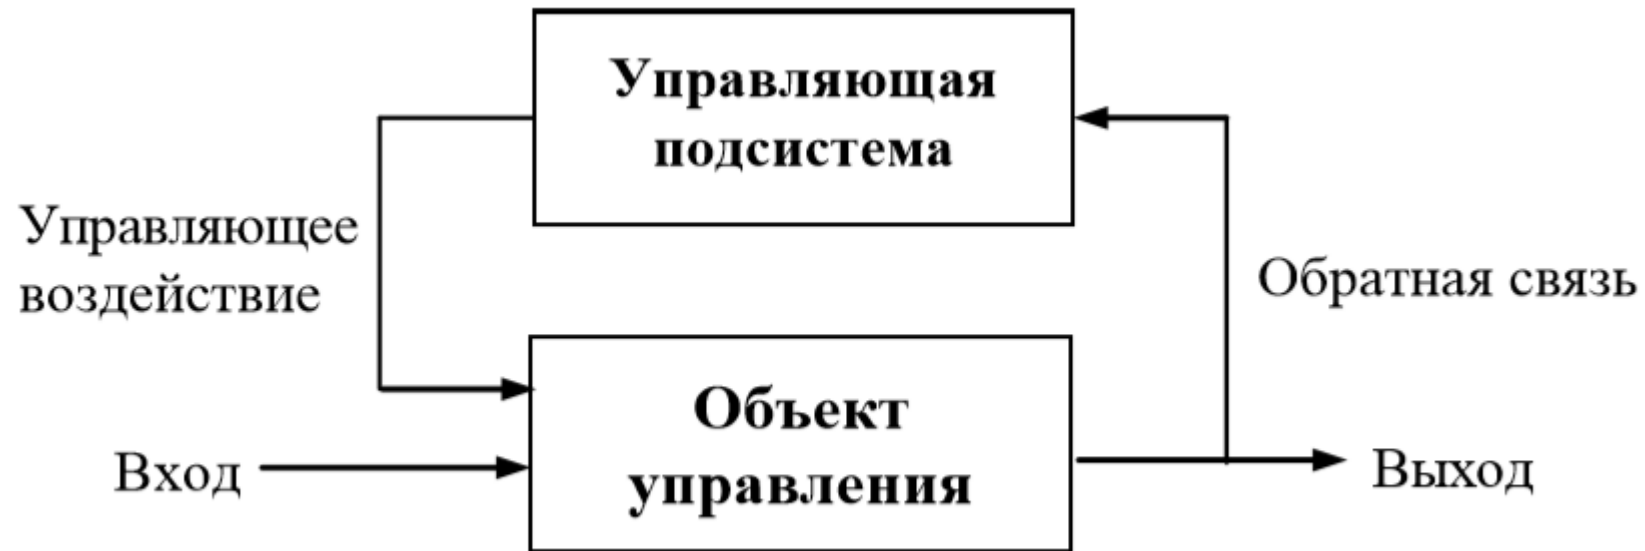 Управляющая
подсистема
Управляющее
воздействие
Обратная связь
Объект
управления
Вход
Выход